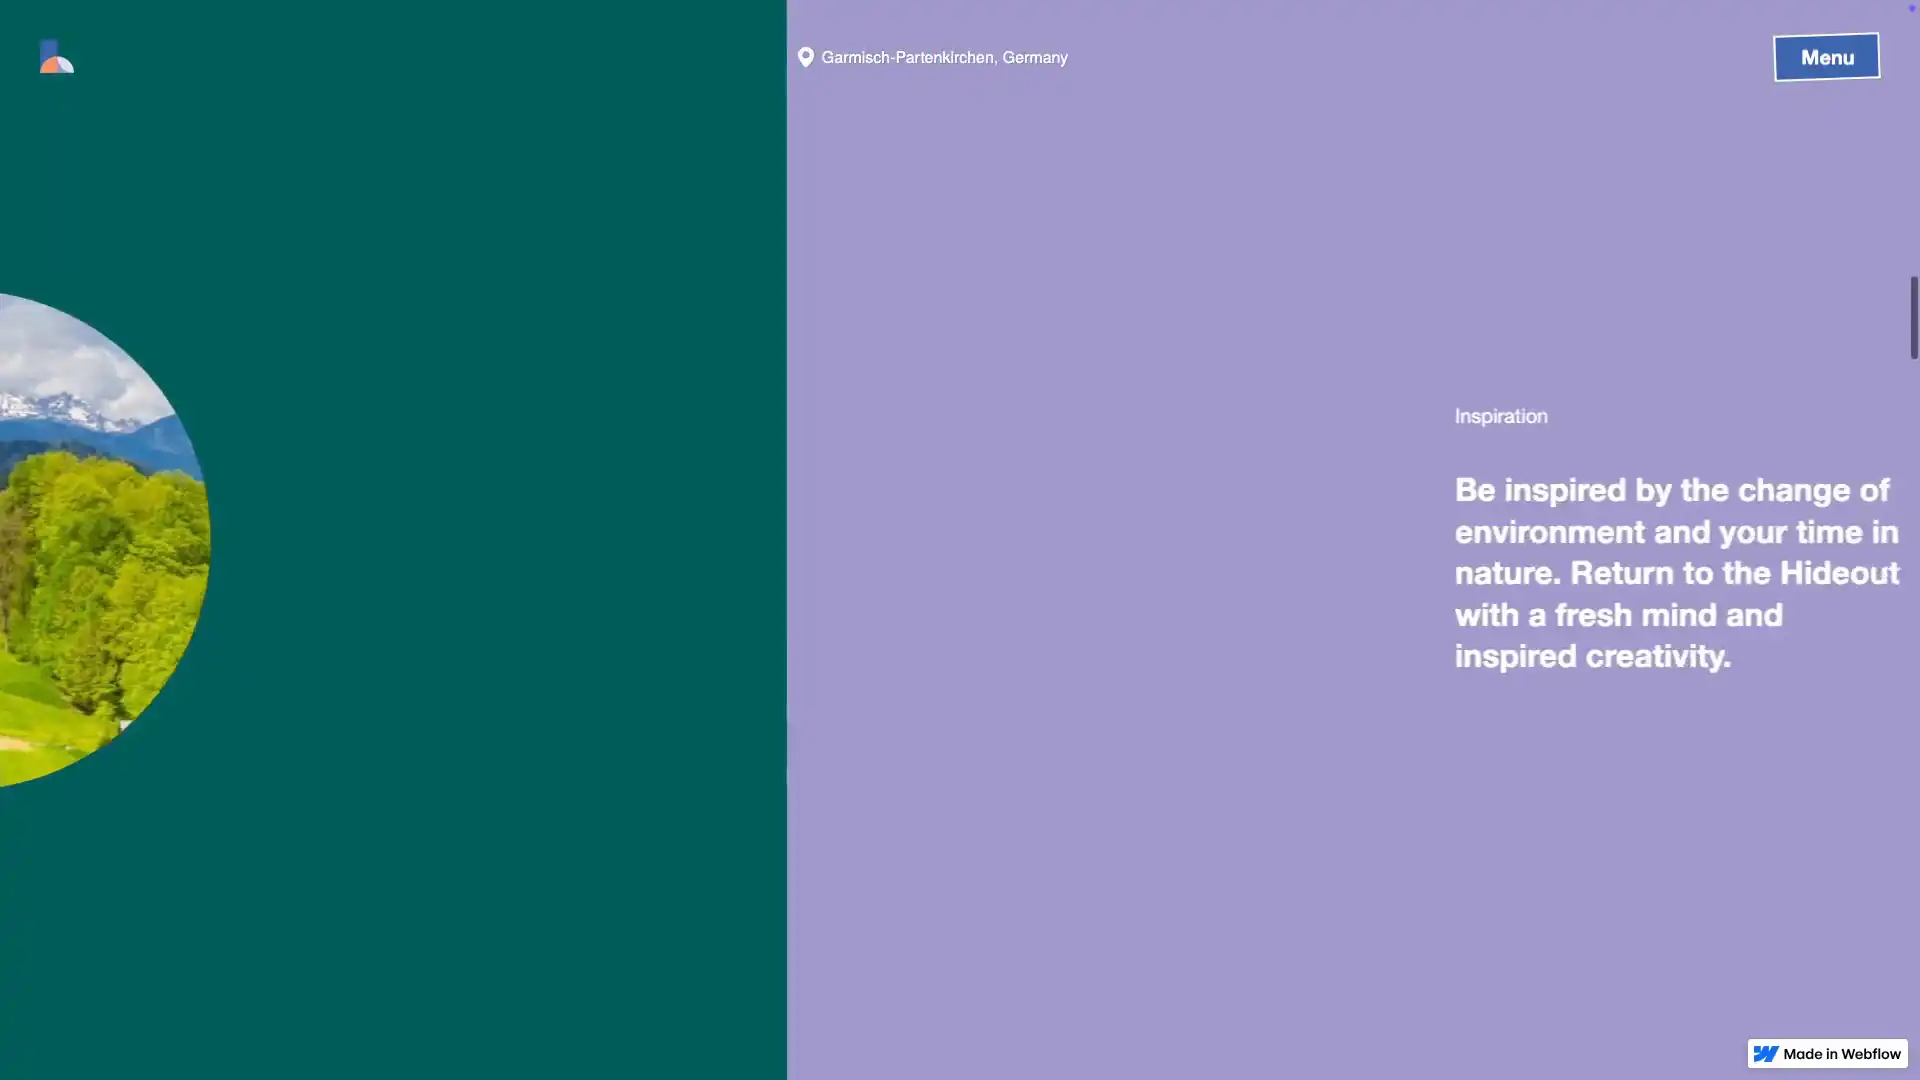 Garmisch-Partenkirchen, Germany
Menu
Inspiration
Be inspired by the change of
environment and your time in
nature. Return to the Hideout
with a fresh mind and
inspired creativity.
Made in Webflow